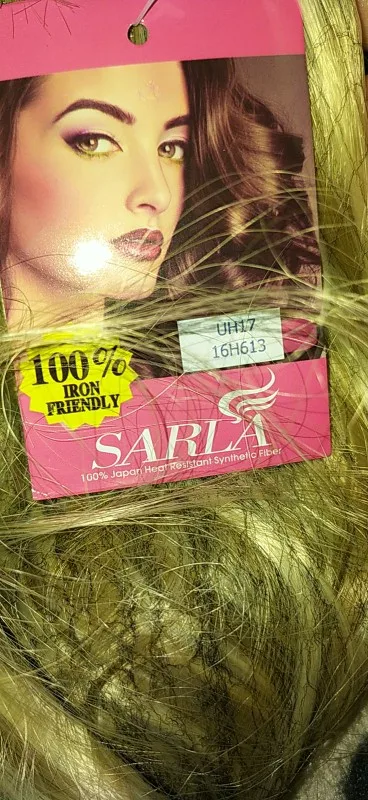 UH17
16H613
100%
IRON
FRIENDLY
SARLA
100% Japan Heat Resistant Synthetic Fiber